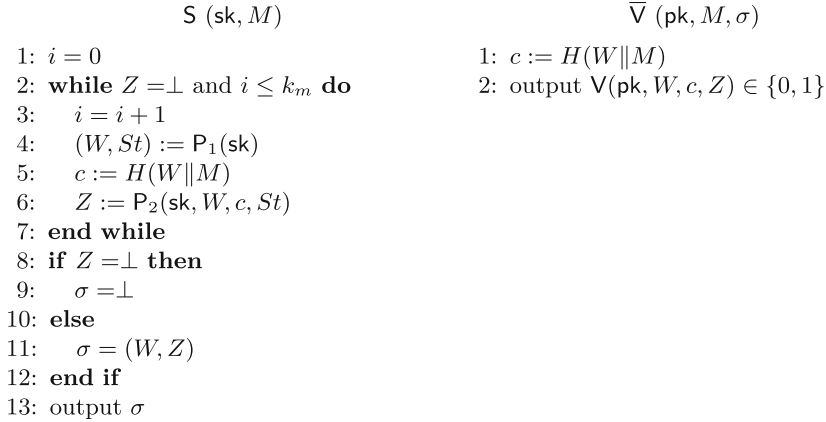 S (sk, M)
1: i = 0
2: while Z =⊥ and i ≤ k_m do
3: i = i + 1
4: (W, St) := P_1(sk)
5: c := H(W‖M)
6: Z := P_2(sk, W, c, St)
7: end while
8: if Z =⊥ then
9: σ =⊥
10: else
11: σ = (W, Z)
12: end if
13: output σ
V̅ (pk, M, σ)
1: c := H(W‖M)
2: output V(pk, W, c, Z) ∈ {0, 1}